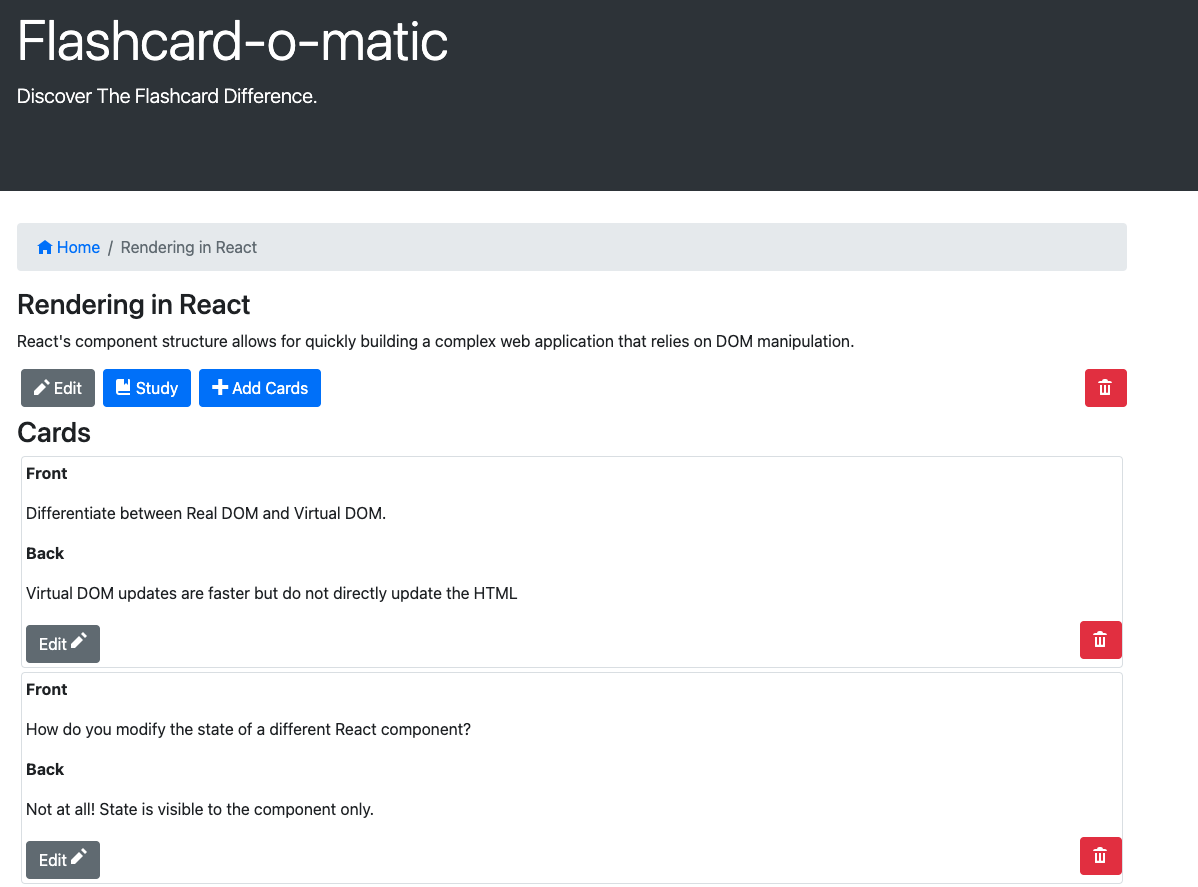 Flashcard-o-matic
Discover The Flashcard Difference.
Home / Rendering in React
Rendering in React
React's component structure allows for quickly building a complex web application that relies on DOM manipulation.
Edit Study Add Cards
Cards
Front
Differentiate between Real DOM and Virtual DOM.
Back
Virtual DOM updates are faster but do not directly update the HTML
Edit
Front
How do you modify the state of a different React component?
Back
Not at all! State is visible to the component only.
Edit